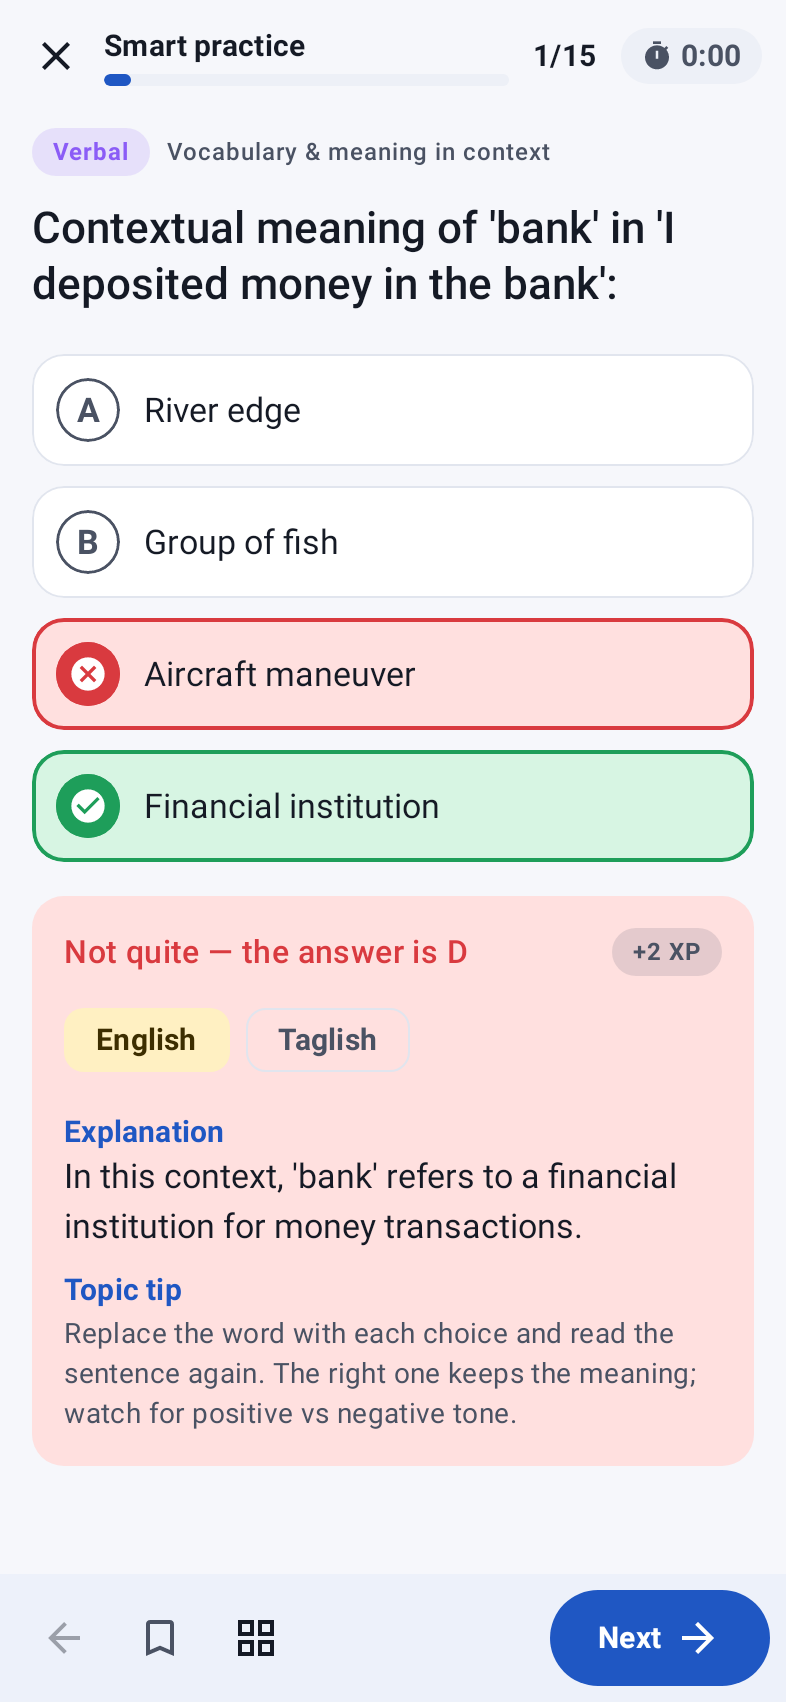 Smart practice
1/15
0:00
Verbal
Vocabulary & meaning in context
Contextual meaning of 'bank' in 'I
deposited money in the bank':
A
River edge
B
Group of fish
Aircraft maneuver
Financial institution
Not quite — the answer is D
+2 XP
English
Taglish
Explanation
In this context, 'bank' refers to a financial
institution for money transactions.
Topic tip
Replace the word with each choice and read the
sentence again. The right one keeps the meaning;
watch for positive vs negative tone.
Next